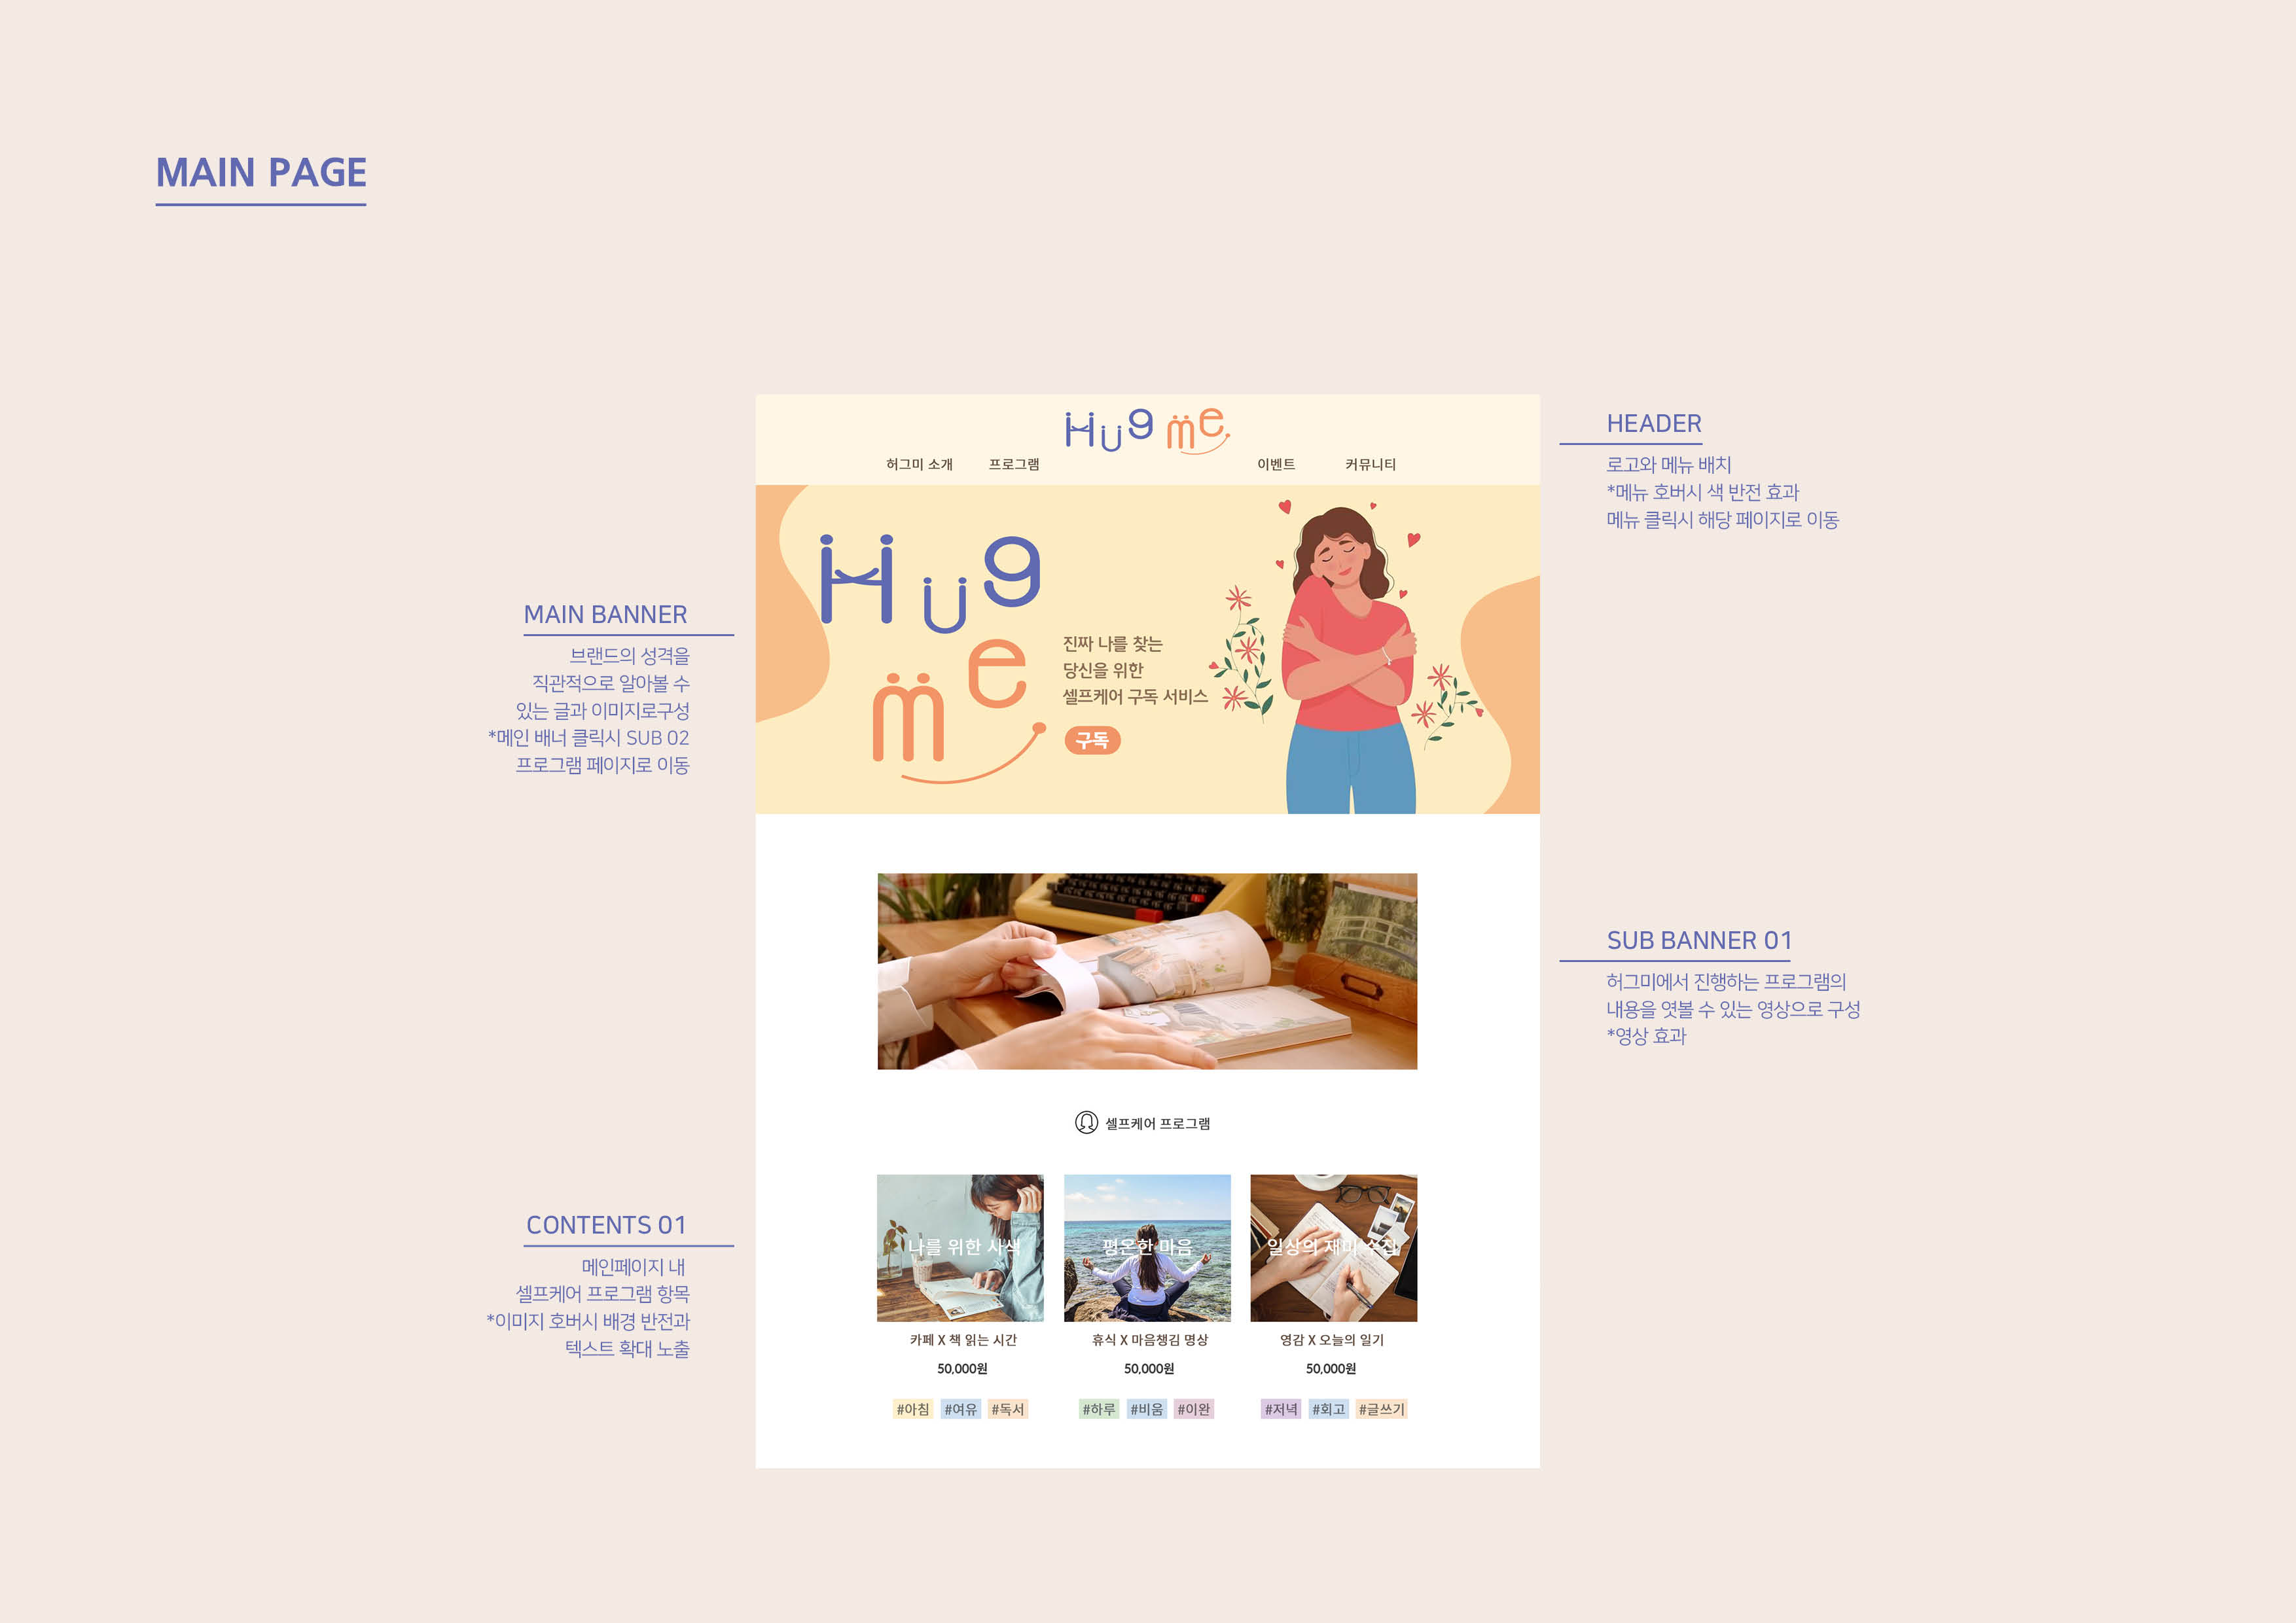 MAIN PAGE
Hug me
허그미 소개
프로그램
이벤트
커뮤니티
HEADER
로고와 메뉴 배치
*메뉴 호버시 색 반전 효과
메뉴 클릭시 해당 페이지로 이동
Hug
me
진짜 나를 찾는
당신을 위한
셀프케어 구독 서비스
구독
MAIN BANNER
브랜드의 성격을
직관적으로 알아볼 수
있는 글과 이미지로구성
*메인 배너 클릭시 SUB 02
프로그램 페이지로 이동
SUB BANNER 01
허그미에서 진행하는 프로그램의
내용을 엿볼 수 있는 영상으로 구성
*영상 효과
셀프케어 프로그램
CONTENTS 01
메인페이지 내
셀프케어 프로그램 항목
*이미지 호버시 배경 반전과
텍스트 확대 노출
나를 위한 사색
카페 X 책 읽는 시간
50,000원
#아침 #여유 #독서
평온한 마음
휴식 X 마음챙김 명상
50,000원
#하루 #비움 #이완
일상의 재미 수집
영감 X 오늘의 일기
50,000원
#저녁 #회고 #글쓰기